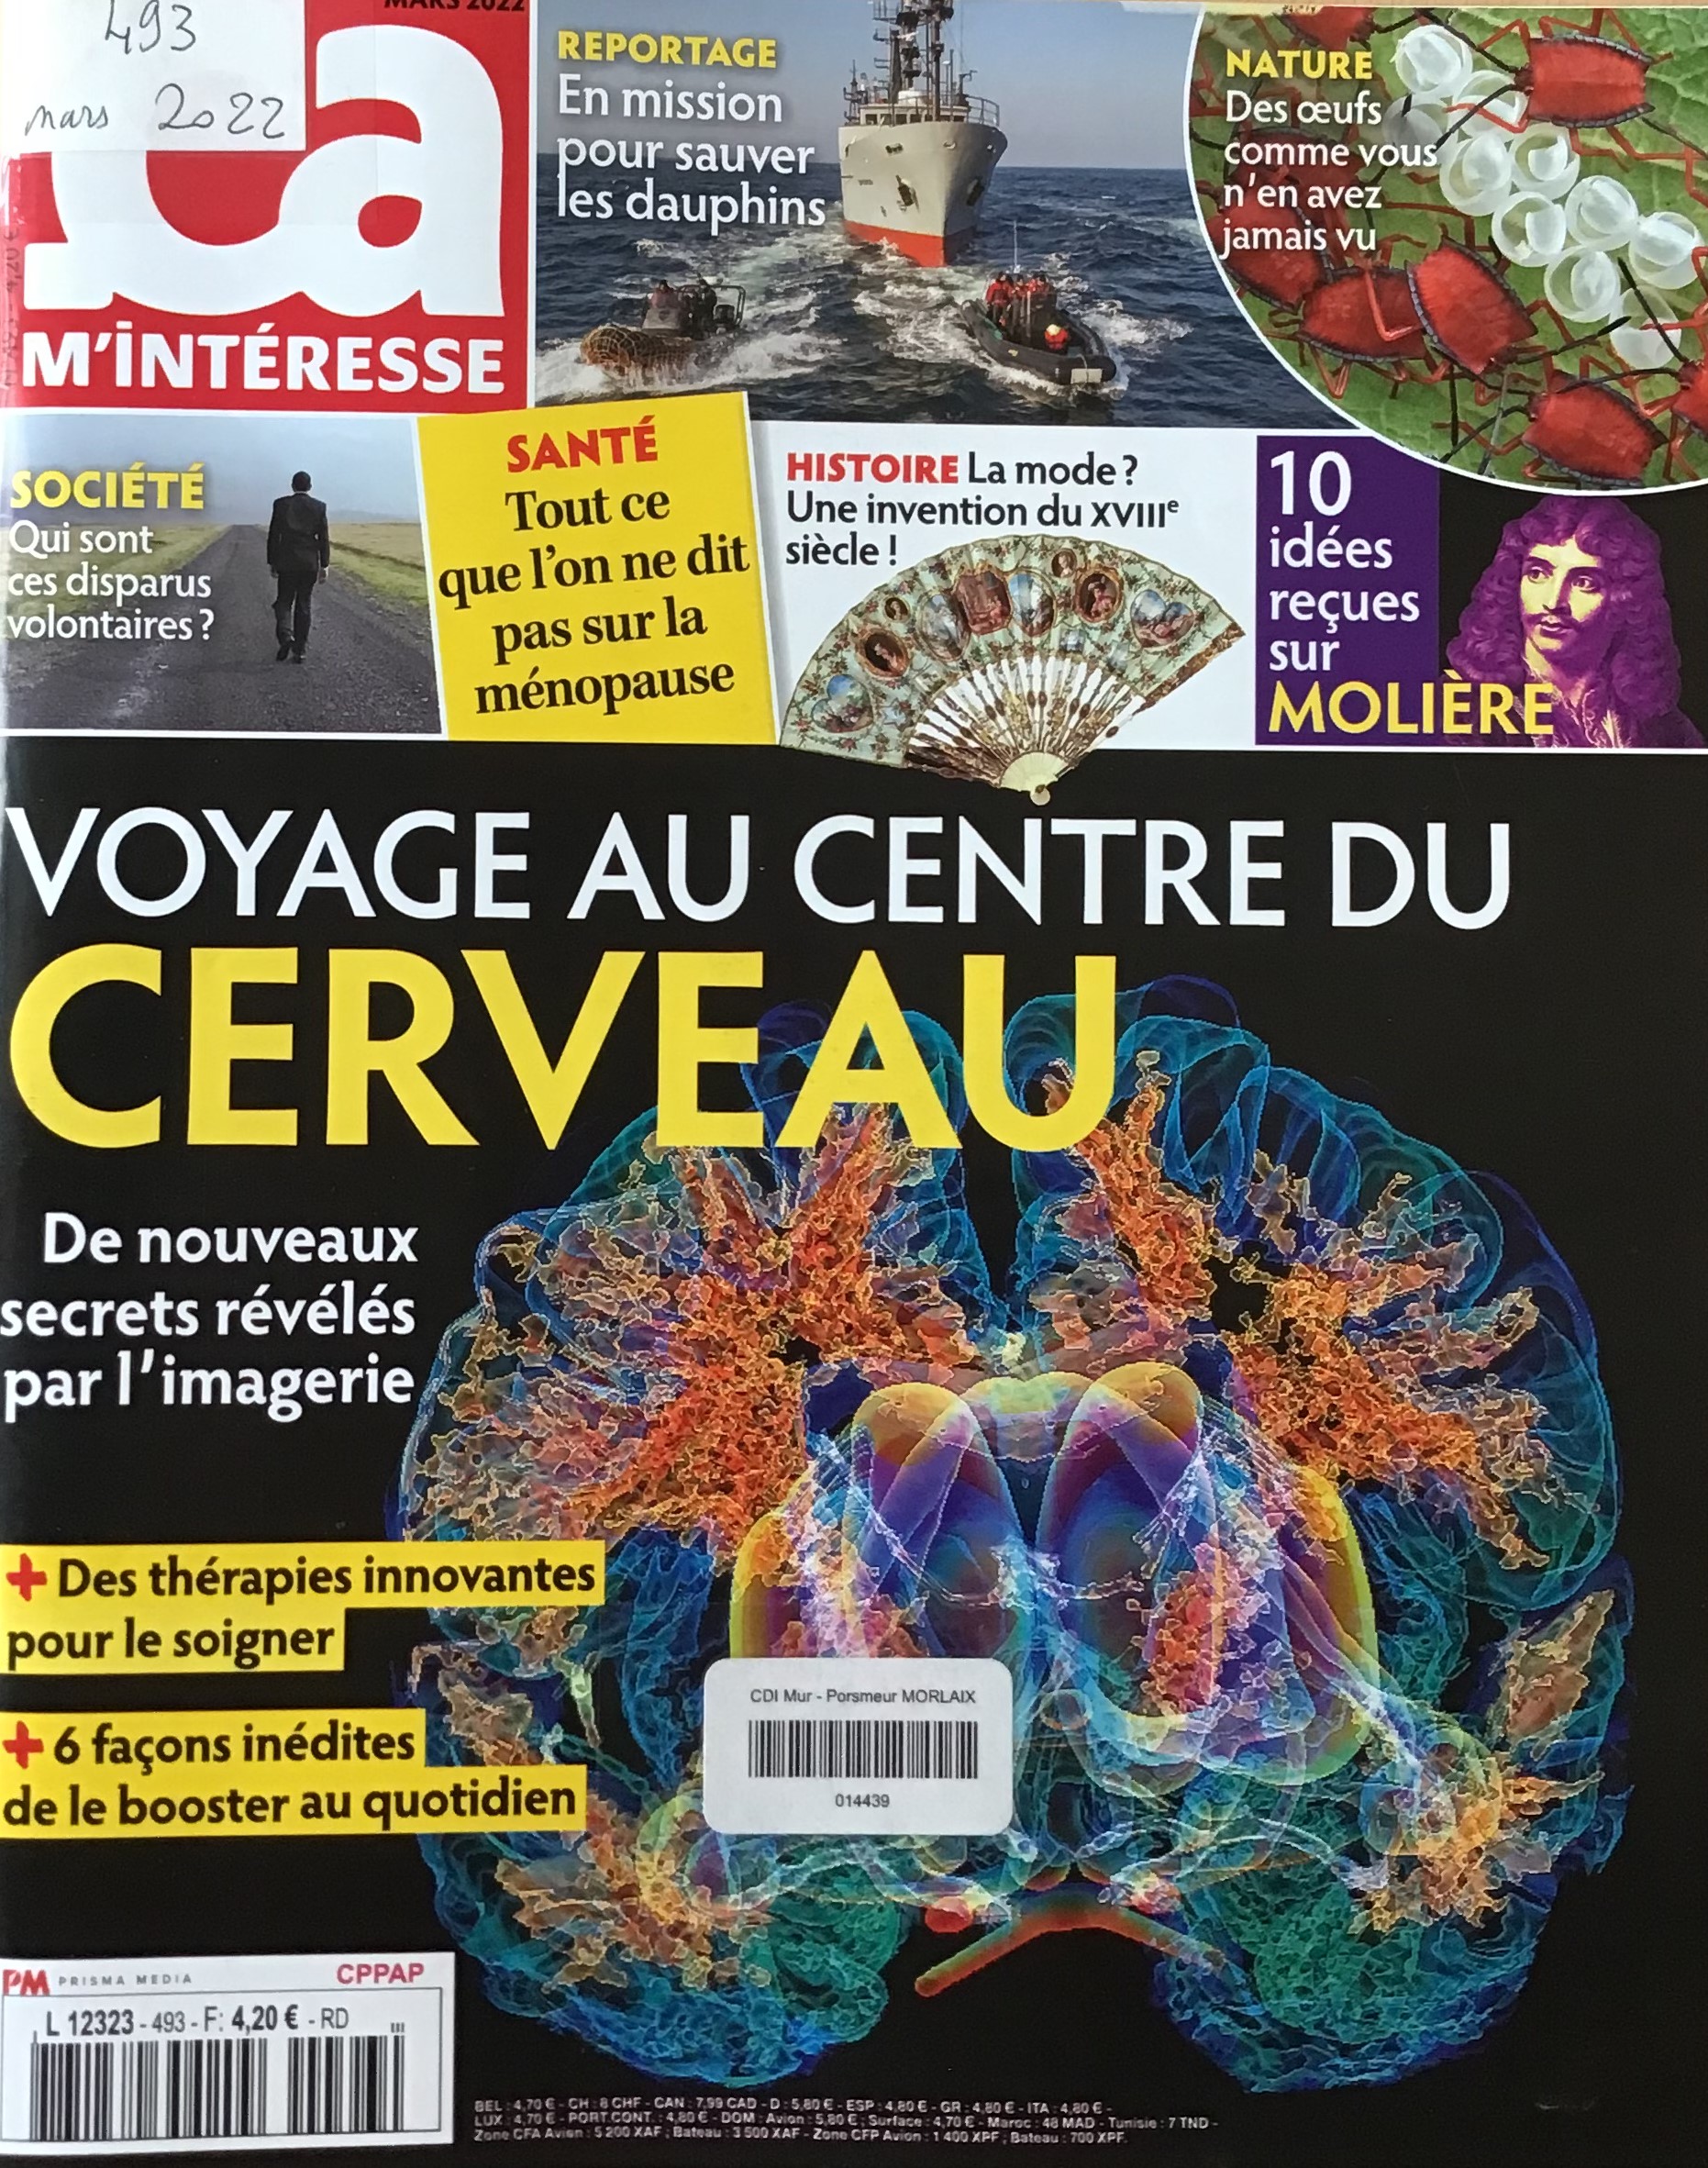 MARS 2022
493
mars 2022
ça
M'INTÉRESSE
REPORTAGE
En mission
pour sauver
les dauphins
NATURE
Des œufs
comme vous
n'en avez
jamais vu
SOCIÉTÉ
Qui sont
ces disparus
volontaires ?
SANTÉ
Tout ce
que l'on ne dit
pas sur la
ménopause
HISTOIRE La mode ?
Une invention du XVIIIe
siècle !
10
idées
reçues
sur
MOLIÈRE
VOYAGE AU CENTRE DU
CERVEAU
De nouveaux
secrets révélés
par l'imagerie
+ Des thérapies innovantes
pour le soigner
+ 6 façons inédites
de le booster au quotidien
CDI Mur - Porsmeur MORLAIX
014439
PM PRISMA MEDIA CPPAP
L 12323 - 493 - F: 4,20 € - RD
BEL : 4,70 € - CH : 8 CHF - CAN : 7,99 CAD - D : 5,80 € - ESP : 4,80 € - GR : 4,80 € - ITA : 4,80 € -
LUX : 4,70 € - PORT.CONT. : 4,80 € - DOM : Avion : 5,80 € ; Surface : 4,70 € - Maroc : 48 MAD - Tunisie : 7 TND -
Zone CFA Avion : 5 200 XAF ; Bateau : 3 500 XAF - Zone CFP Avion : 1 400 XPF ; Bateau : 700 XPF.